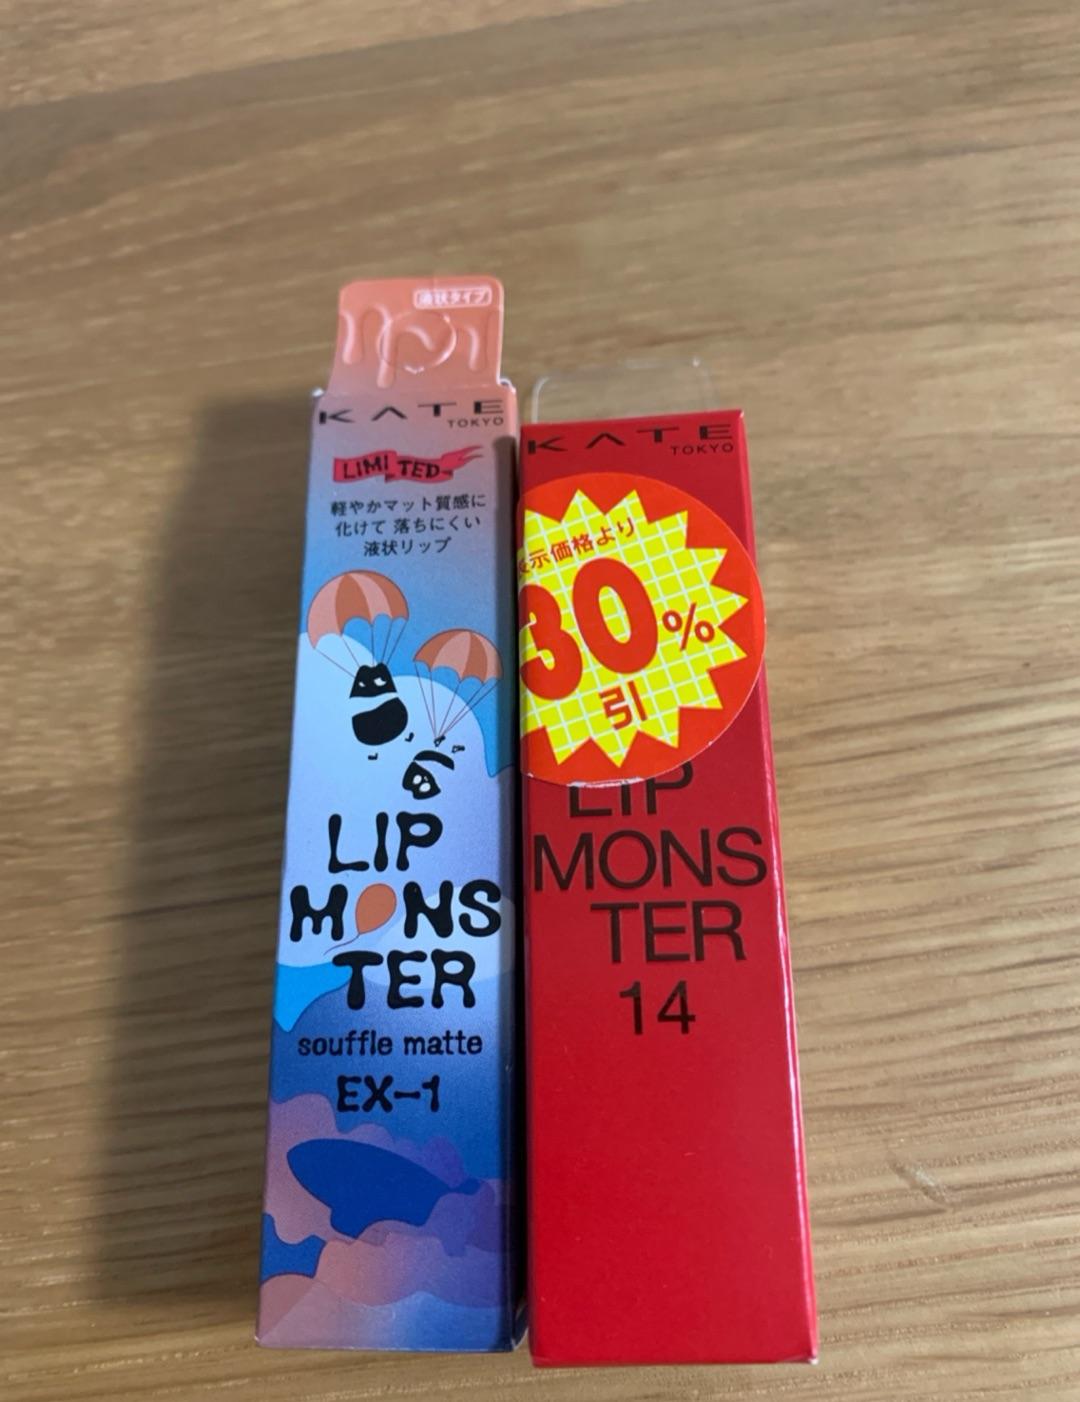 液状タイプ
KATE
TOKYO
LIMITED
軽やかマット質感に
化けて 落ちにくい
液状リップ
LIP
MONS
TER
souffle matte
EX-1
KATE
TOKYO
表示価格より
30%
引
LIP
MONS
TER
14